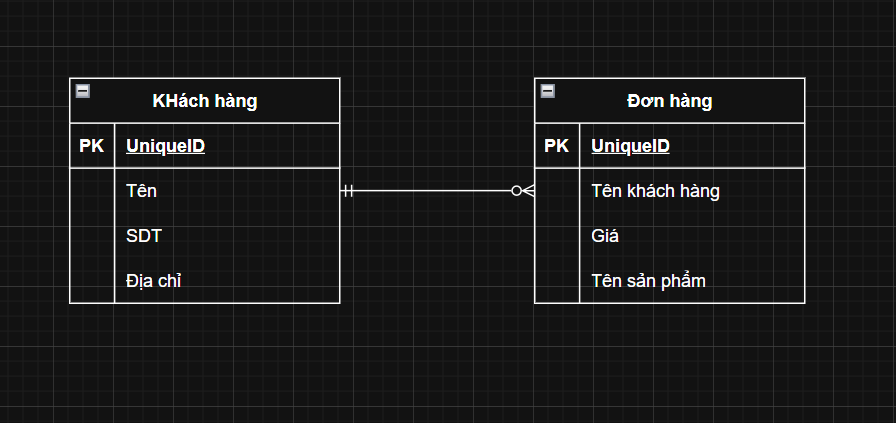 KHách hàng
PK UniqueID
Tên
SDT
Địa chỉ
Đơn hàng
PK UniqueID
Tên khách hàng
Giá
Tên sản phẩm